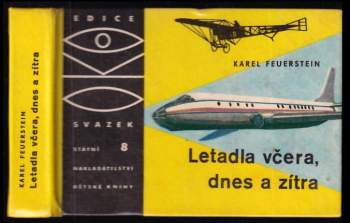 KAREL FEUERSTEIN
Letadla včera, dnes a zítra
EDICE
OKO
SVAZEK
STÁTNÍ 8
NAKLADATELSTVÍ
DĚTSKÉ KNIHY
KAREL FEUERSTEIN
Letadla včera,
dnes a zítra